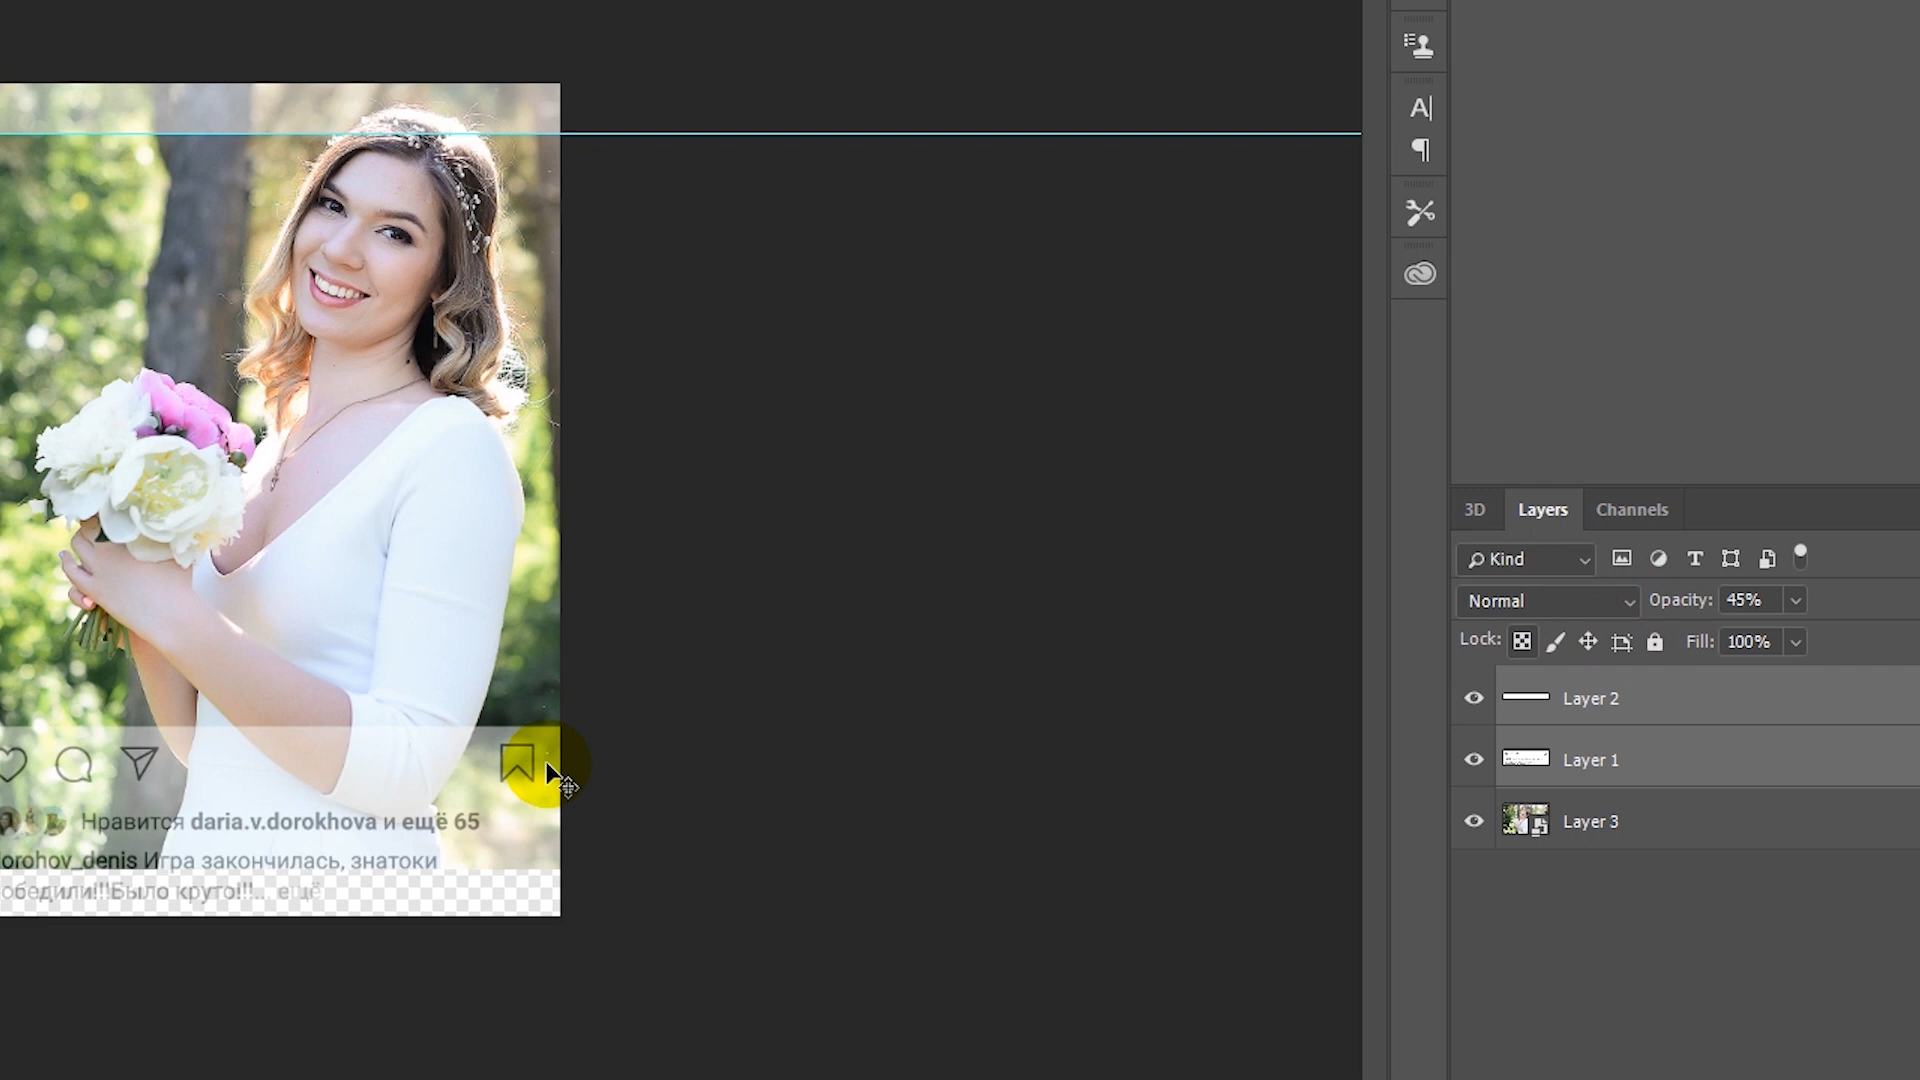 3D Layers Channels
Kind
Normal Opacity: 45%
Lock: Fill: 100%
Layer 2
Layer 1
Layer 3
Нравится daria.v.dorokhova и ещё 65
orohov_denis Игра закончилась, знатоки
обедили!!!Было круто!!!... ещё